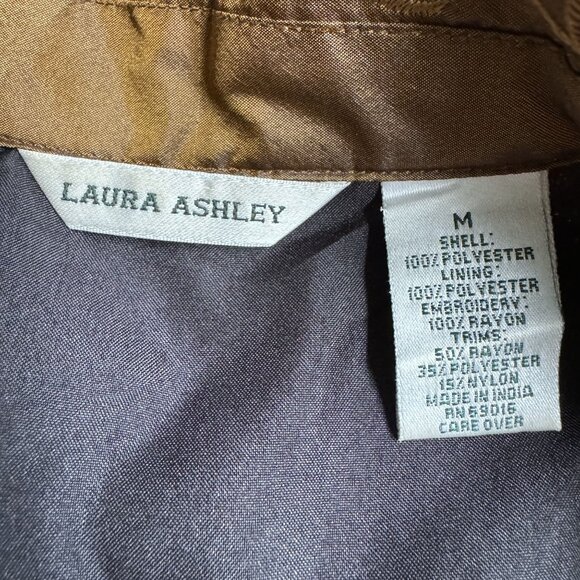 LAURA ASHLEY
M
SHELL:
100% POLYESTER
LINING:
100% POLYESTER
EMBROIDERY:
100% RAYON
TRIMS:
50% RAYON
35% POLYESTER
15% NYLON
MADE IN INDIA
RN 69016
CARE OVER